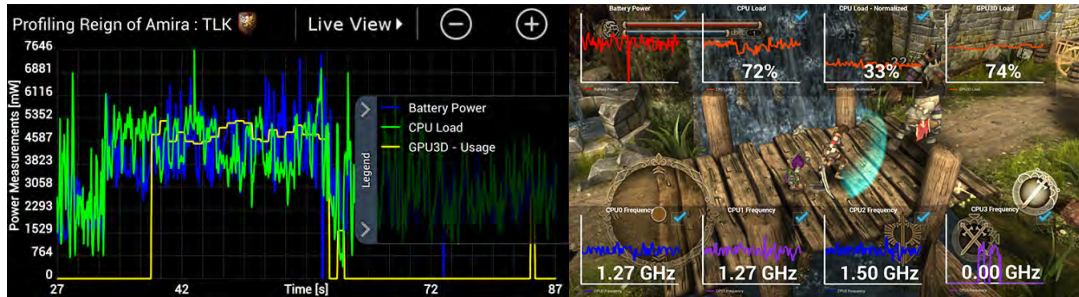 Profiling Reign of Amira : TLK
Live View
Power Measurements [mW]
7646
6881
6116
5352
4587
3823
3058
2293
1529
764
0
27
42
Time [s]
72
87
Legend
Battery Power
CPU Load
GPU3D - Usage
Battery Power
CPU Load
72%
CPU Load - Normalized
33%
GPU3D Load
74%
CPU0 Frequency
1.27 GHz
CPU1 Frequency
1.27 GHz
CPU2 Frequency
1.50 GHz
CPU3 Frequency
0.00 GHz